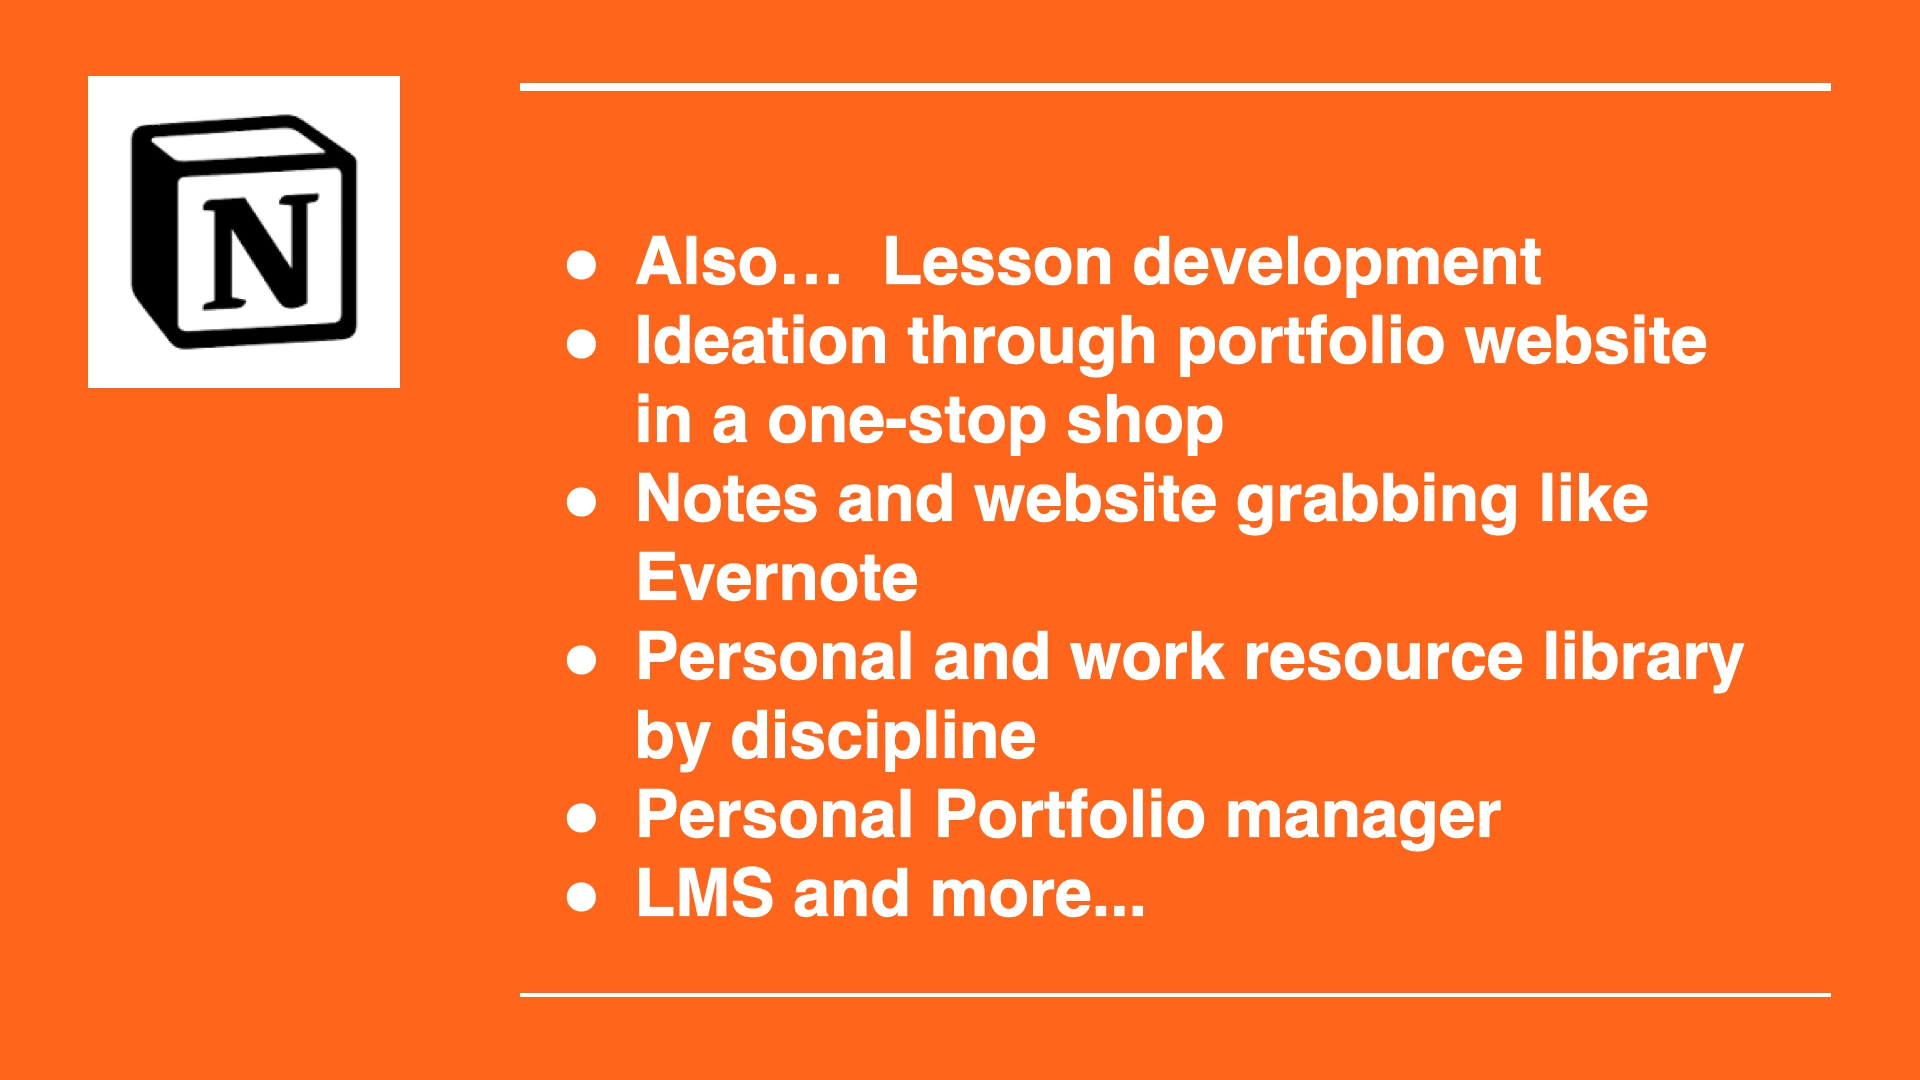 N
● Also…  Lesson development
● Ideation through portfolio website
in a one-stop shop
● Notes and website grabbing like
Evernote
● Personal and work resource library
by discipline
● Personal Portfolio manager
● LMS and more...